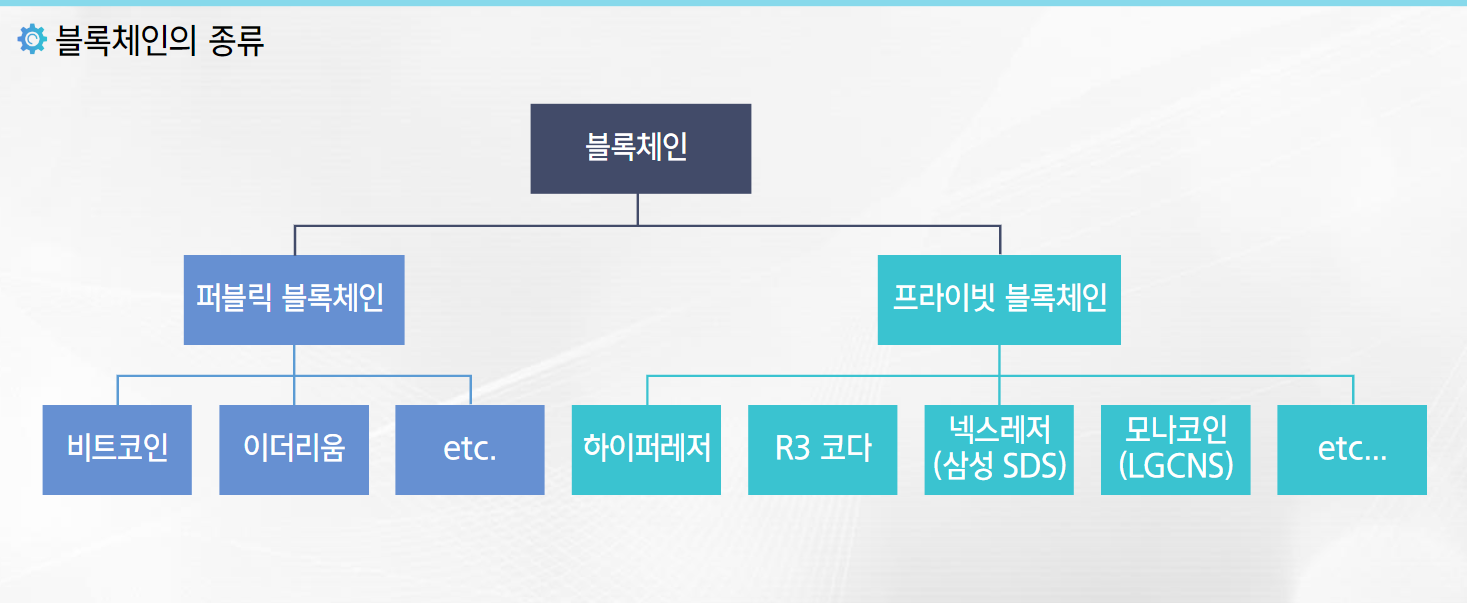 블록체인의 종류
블록체인
퍼블릭 블록체인
프라이빗 블록체인
비트코인
이더리움
etc.
하이퍼레저
R3 코다
넥스레저
(삼성 SDS)
모나코인
(LGCNS)
etc...